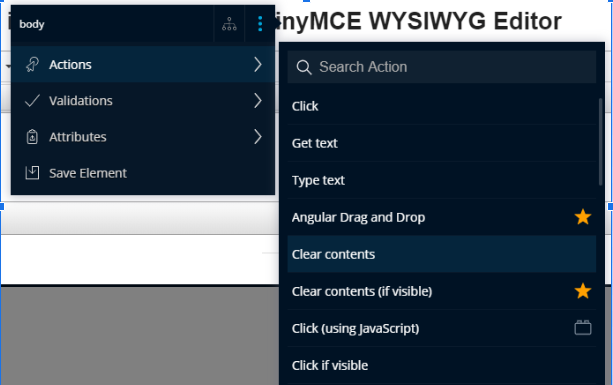 body
nyMCE WYSIWYG Editor
Actions
Validations
Attributes
Save Element
Search Action
Click
Get text
Type text
Angular Drag and Drop
Clear contents
Clear contents (if visible)
Click (using JavaScript)
Click if visible